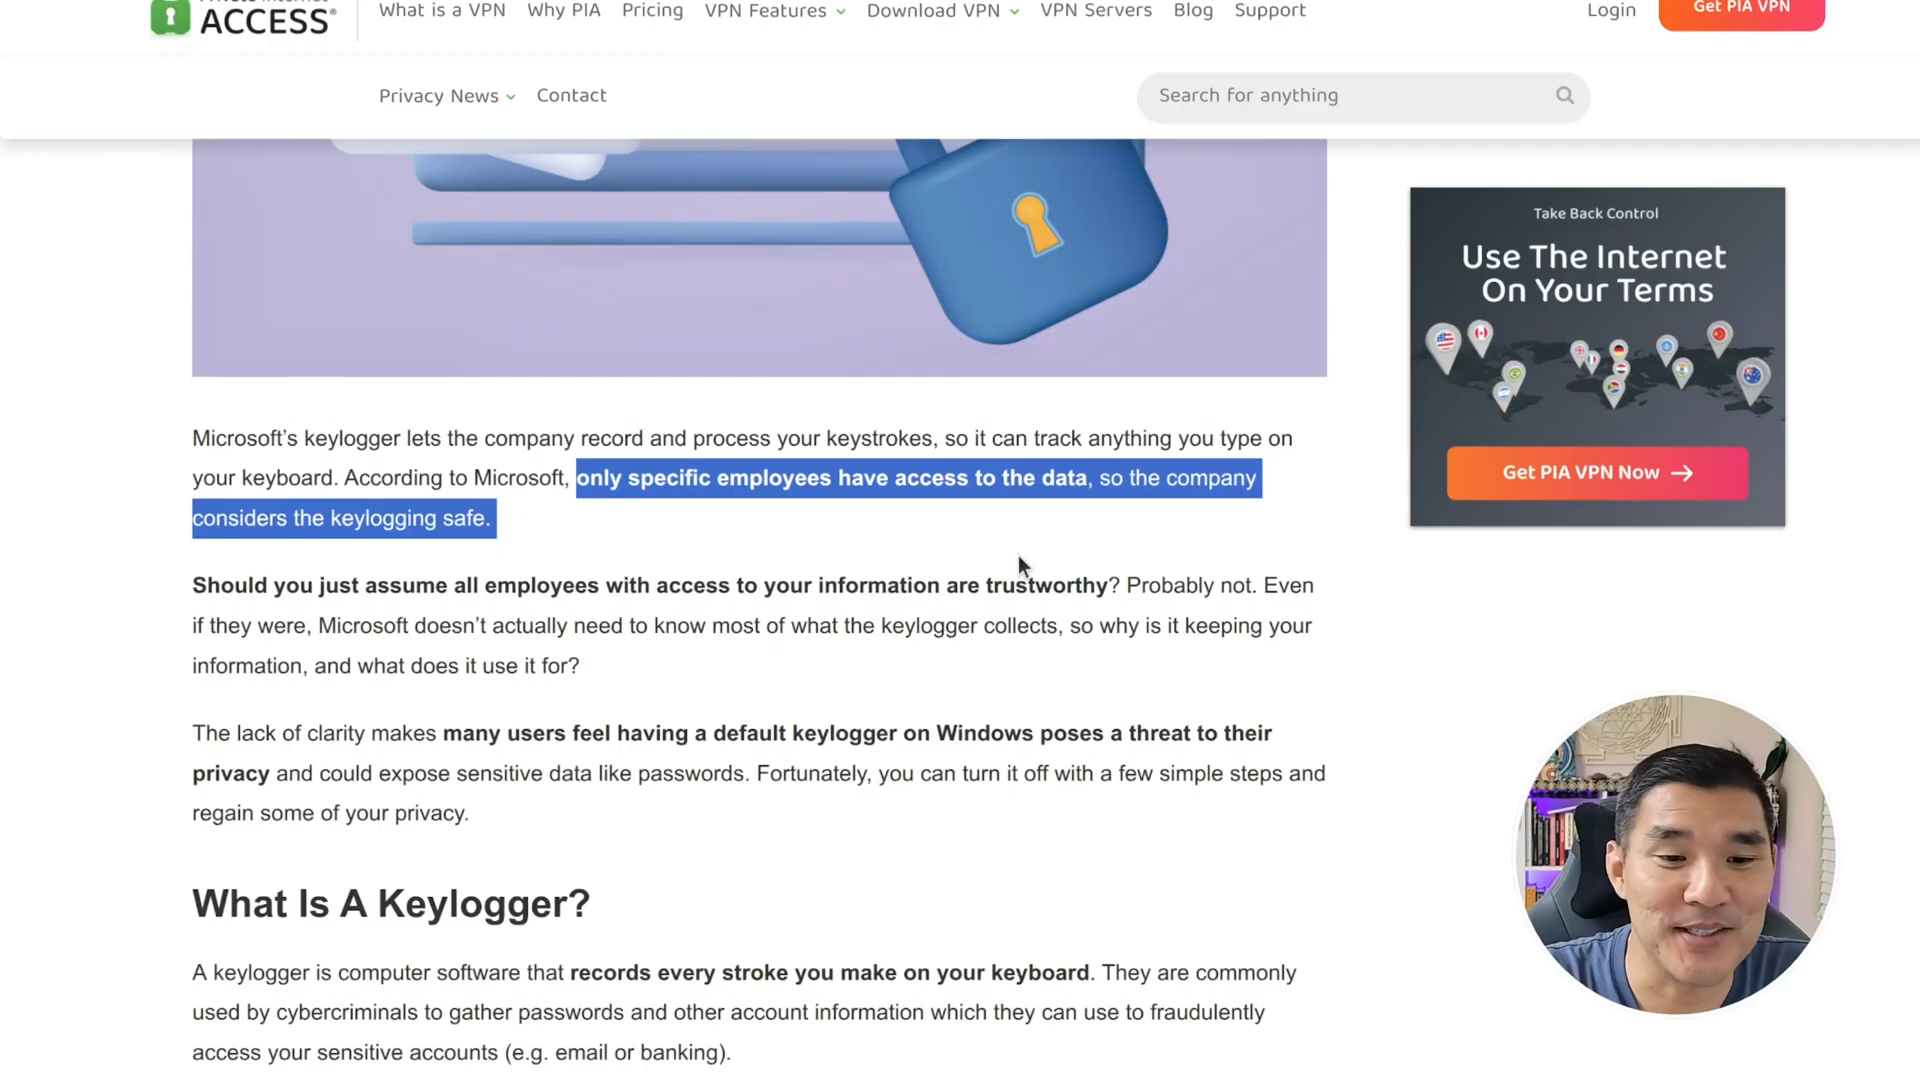 ACCESS®
What is a VPN Why PIA Pricing VPN Features Download VPN VPN Servers Blog Support Login Get PIA VPN
Privacy News Contact Search for anything
Take Back Control
Use The Internet
On Your Terms
Get PIA VPN Now →
Microsoft’s keylogger lets the company record and process your keystrokes, so it can track anything you type on
your keyboard. According to Microsoft, only specific employees have access to the data, so the company
considers the keylogging safe.
Should you just assume all employees with access to your information are trustworthy? Probably not. Even
if they were, Microsoft doesn’t actually need to know most of what the keylogger collects, so why is it keeping your
information, and what does it use it for?
The lack of clarity makes many users feel having a default keylogger on Windows poses a threat to their
privacy and could expose sensitive data like passwords. Fortunately, you can turn it off with a few simple steps and
regain some of your privacy.
What Is A Keylogger?
A keylogger is computer software that records every stroke you make on your keyboard. They are commonly
used by cybercriminals to gather passwords and other account information which they can use to fraudulently
access your sensitive accounts (e.g. email or banking).